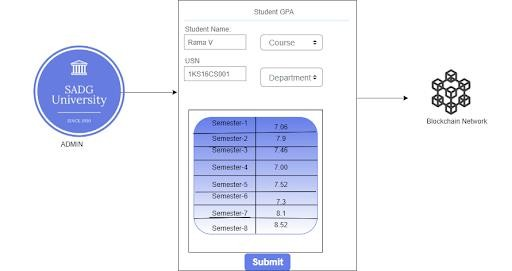 SADG
University
SINCE 1950
ADMIN
Student GPA
Student Name:
Rama V
Course
USN
1KS16CS001
Department
Semester-1 7.06
Semester-2 7.9
Semester-3 7.46
Semester-4 7.00
Semester-5 7.52
Semester-6 7.3
Semester-7 8.1
Semester-8 8.52
Submit
Blockchain Network